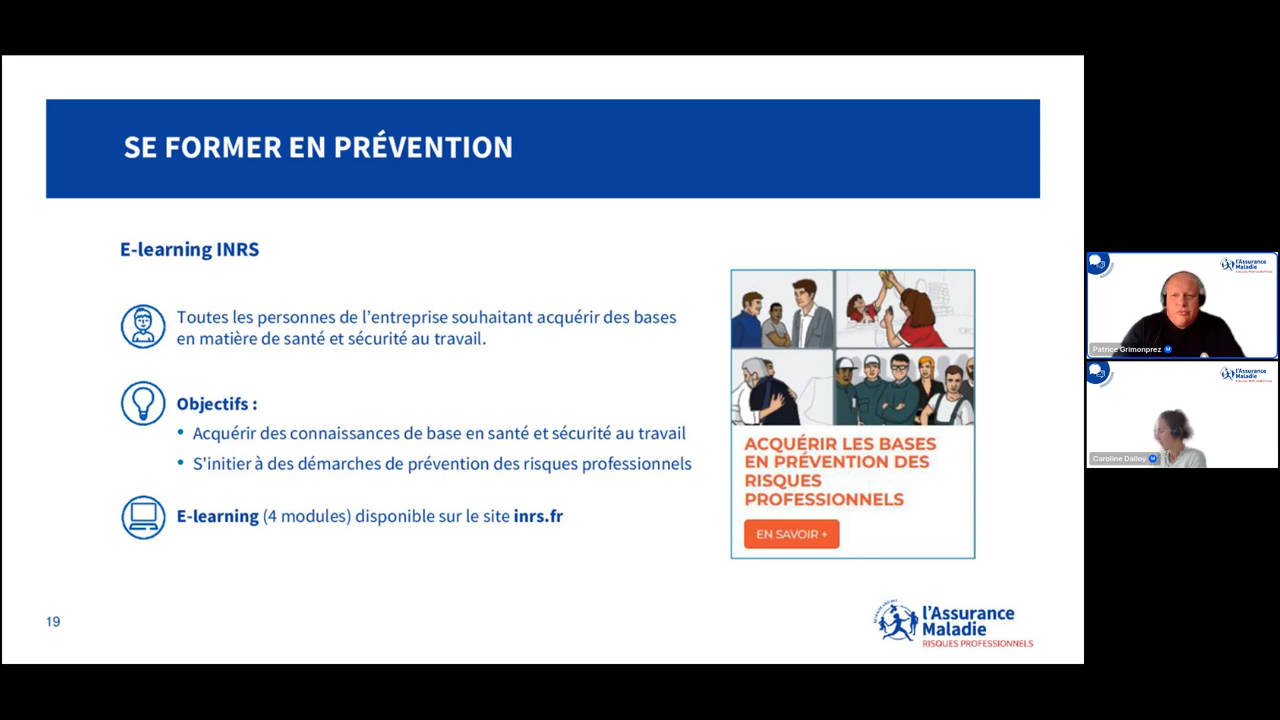 SE FORMER EN PRÉVENTION
E-learning INRS
Toutes les personnes de l'entreprise souhaitant acquérir des bases
en matière de santé et sécurité au travail.
Objectifs :
• Acquérir des connaissances de base en santé et sécurité au travail
• S'initier à des démarches de prévention des risques professionnels
E-learning (4 modules) disponible sur le site inrs.fr
ACQUÉRIR LES BASES
EN PRÉVENTION DES
RISQUES
PROFESSIONNELS
EN SAVOIR +
19
l'Assurance
Maladie
RISQUES PROFESSIONNELS
l'Assurance
Maladie
Patrice Grimonprez
l'Assurance
Maladie
Caroline Dalloy